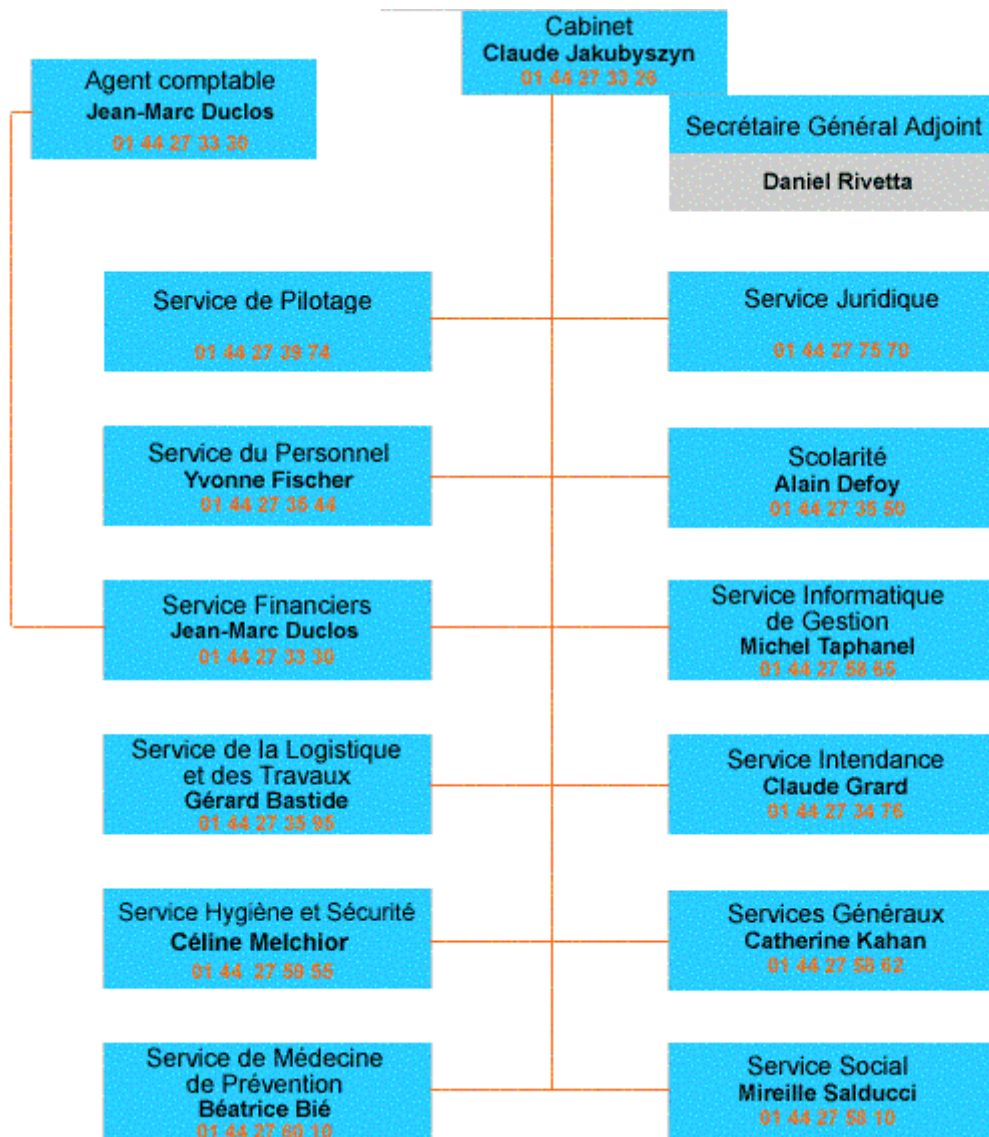 Cabinet
Claude Jakubyszyn
01 44 27 33 26
Agent comptable
Jean-Marc Duclos
01 44 27 33 30
Secrétaire Général Adjoint
Daniel Rivetta
Service de Pilotage
01 44 27 39 74
Service Juridique
01 44 27 75 70
Service du Personnel
Yvonne Fischer
01 44 27 35 44
Scolarité
Alain Defoy
01 44 27 35 50
Service Financiers
Jean-Marc Duclos
01 44 27 33 30
Service Informatique
de Gestion
Michel Taphanel
01 44 27 58 65
Service de la Logistique
et des Travaux
Gérard Bastide
01 44 27 35 95
Service Intendance
Claude Grard
01 44 27 34 76
Service Hygiène et Sécurité
Céline Melchior
01 44 27 59 55
Services Généraux
Catherine Kahan
01 44 27 58 62
Service de Médecine
de Prévention
Béatrice Bié
01 44 27 60 10
Service Social
Mireille Salducci
01 44 27 58 10